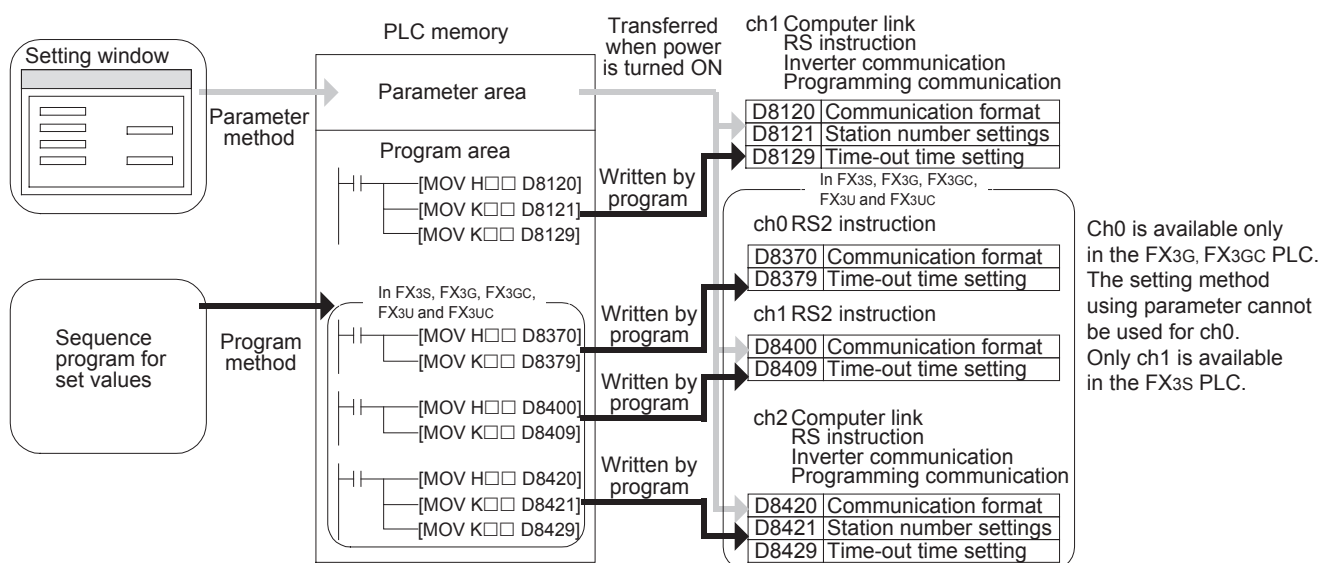 Setting window
Parameter
method
PLC memory
Parameter area
Transferred
when power
is turned ON
Program area
[MOV H□□ D8120]
[MOV K□□ D8121]
[MOV K□□ D8129]
Written by
program
ch1 Computer link
RS instruction
Inverter communication
Programming communication
D8120 Communication format
D8121 Station number settings
D8129 Time-out time setting
Sequence
program for
set values
Program
method
In FX3S, FX3G, FX3GC,
FX3U and FX3UC
[MOV H□□ D8370]
[MOV K□□ D8379]
[MOV H□□ D8400]
[MOV K□□ D8409]
[MOV H□□ D8420]
[MOV K□□ D8421]
[MOV K□□ D8429]
Written by
program
Written by
program
Written by
program
In FX3S, FX3G, FX3GC,
FX3U and FX3UC
ch0 RS2 instruction
D8370 Communication format
D8379 Time-out time setting
ch1 RS2 instruction
D8400 Communication format
D8409 Time-out time setting
ch2 Computer link
RS instruction
Inverter communication
Programming communication
D8420 Communication format
D8421 Station number settings
D8429 Time-out time setting
Ch0 is available only
in the FX3G, FX3GC PLC.
The setting method
using parameter cannot
be used for ch0.
Only ch1 is available
in the FX3S PLC.